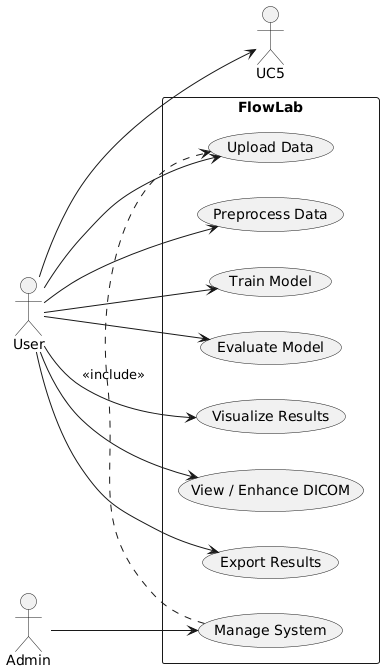 UC5
FlowLab
Upload Data
Preprocess Data
Train Model
User
Evaluate Model
«include»
Visualize Results
View / Enhance DICOM
Export Results
Manage System
Admin